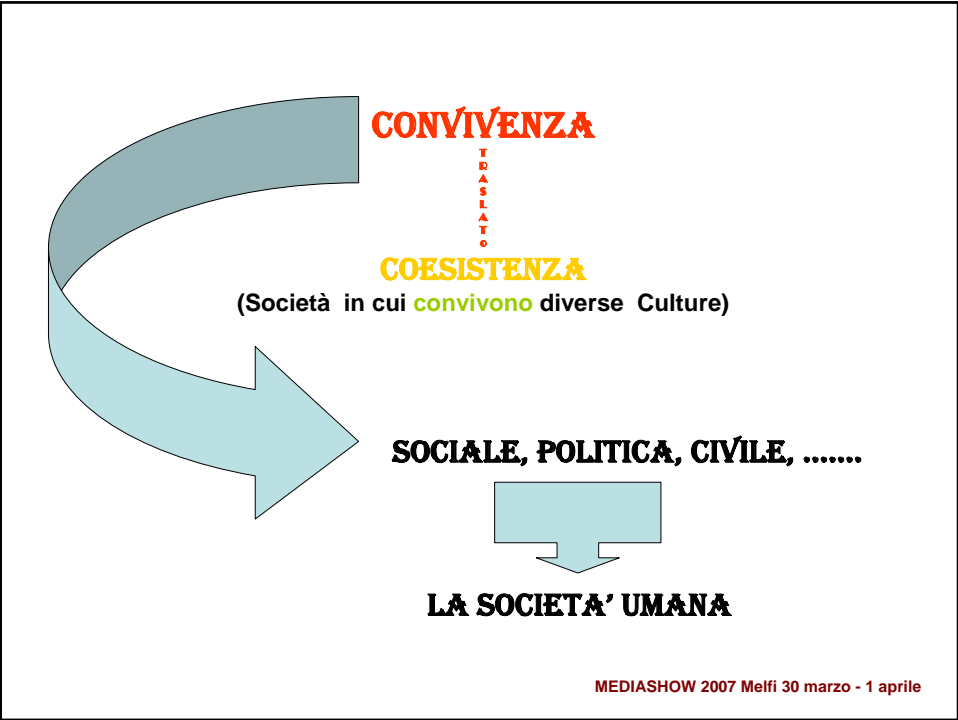 CONVIVENZA
TRASLATO
COESISTENZA
(Società in cui convivono diverse Culture)
SOCIALE, POLITICA, CIVILE, .......
LA SOCIETA’ UMANA
MEDIASHOW 2007 Melfi 30 marzo - 1 aprile